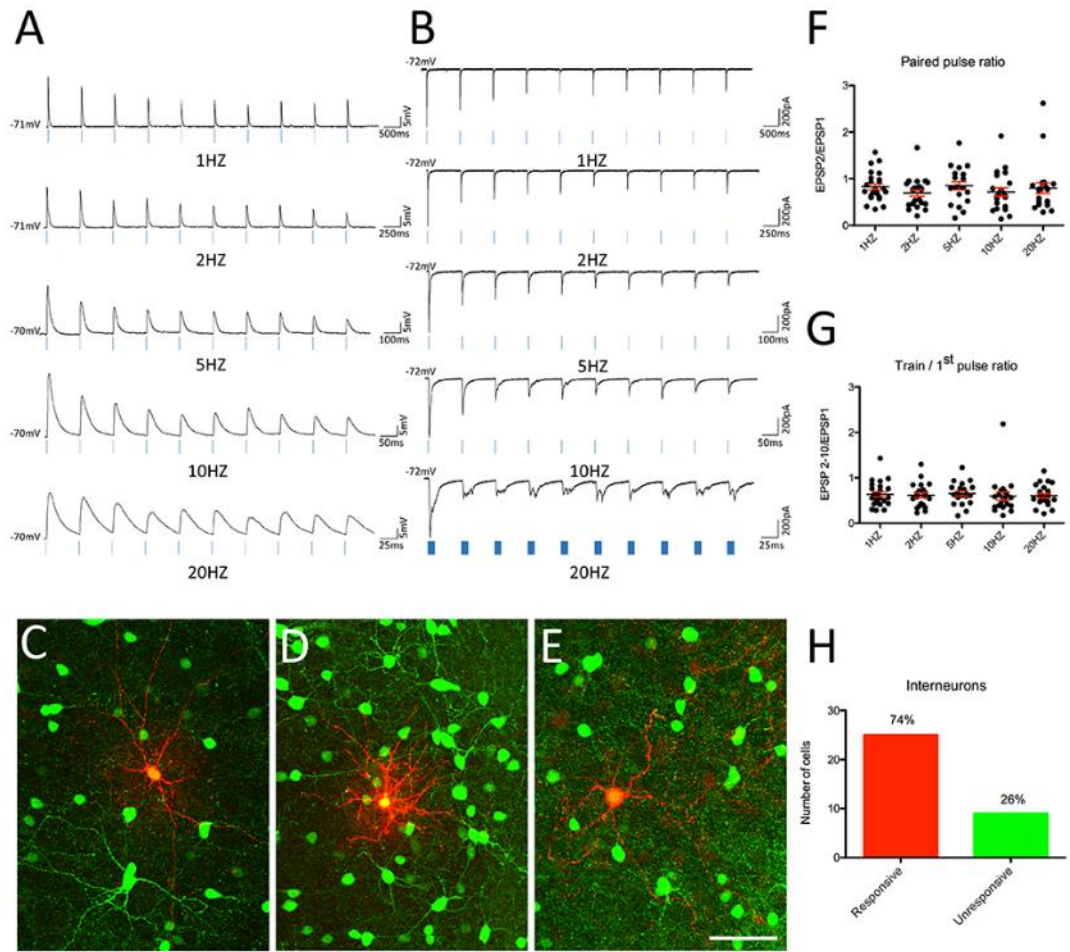 A
-71mV
500ms
5mV
1HZ
-71mV
250ms
5mV
2HZ
-70mV
100ms
5mV
5HZ
-70mV
50ms
5mV
10HZ
-70mV
25ms
5mV
20HZ
B
-72mV
500ms
200pA
1HZ
-72mV
250ms
200pA
2HZ
-72mV
100ms
200pA
5HZ
-72mV
50ms
200pA
10HZ
-72mV
25ms
200pA
20HZ
F
Paired pulse ratio
EPSP2/EPSP1
3
2
1
0
1HZ
2HZ
5HZ
10HZ
20HZ
G
Train / 1st pulse ratio
EPSP 2-10/EPSP1
3
2
1
0
1HZ
2HZ
5HZ
10HZ
20HZ
C
D
E
H
Interneurons
Number of cells
30
20
10
0
74%
26%
Responsive
Unresponsive